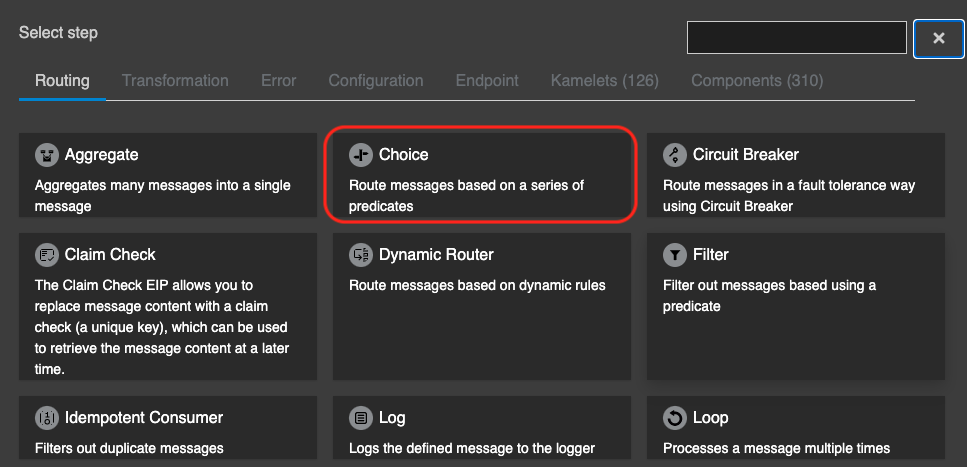 Select step
Routing Transformation Error Configuration Endpoint Kamelets (126) Components (310)
Aggregate
Aggregates many messages into a single
message
Choice
Route messages based on a series of
predicates
Circuit Breaker
Route messages in a fault tolerance way
using Circuit Breaker
Claim Check
The Claim Check EIP allows you to
replace message content with a claim
check (a unique key), which can be used
to retrieve the message content at a later
time.
Dynamic Router
Route messages based on dynamic rules
Filter
Filter out messages based using a
predicate
Idempotent Consumer
Filters out duplicate messages
Log
Logs the defined message to the logger
Loop
Processes a message multiple times